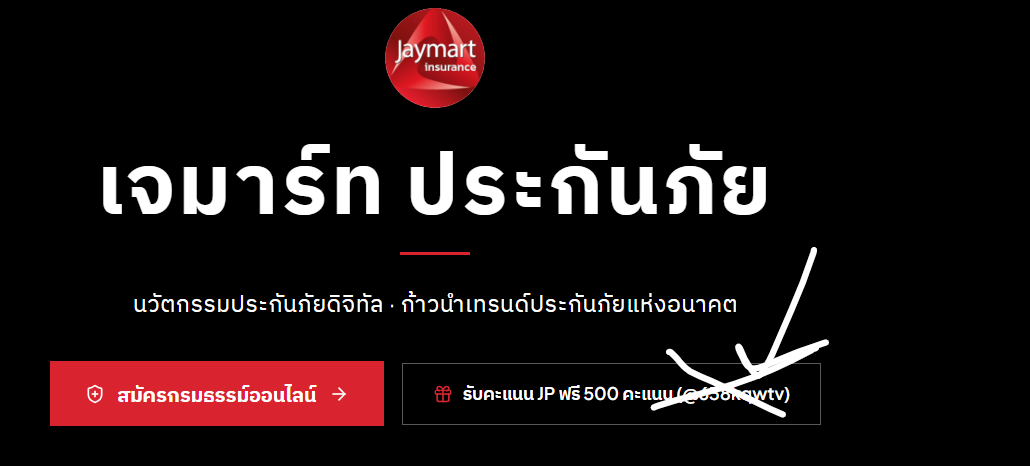 Jaymart
insurance
เจมาร์ท ประกันภัย
นวัตกรรมประกันภัยดิจิทัล · ก้าวนำเทรนด์ประกันภัยแห่งอนาคต
สมัครกรมธรรม์ออนไลน์ →
รับคะแนน JP ฟรี 500 คะแนน